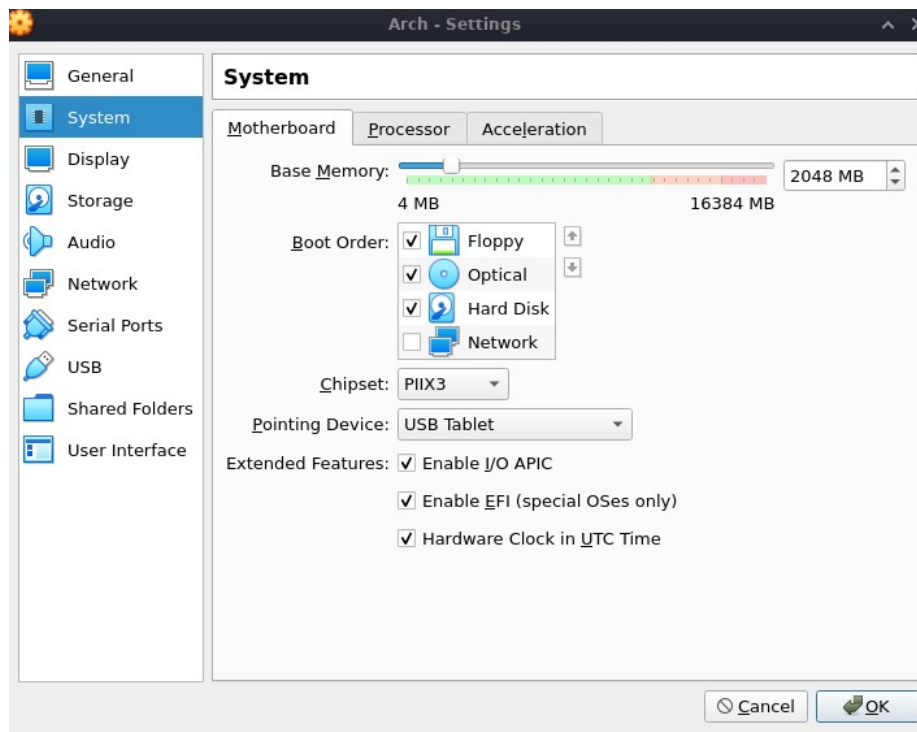 Arch - Settings
General
System
Display
Storage
Audio
Network
Serial Ports
USB
Shared Folders
User Interface
System
Motherboard Processor Acceleration
Base Memory: 2048 MB
4 MB 16384 MB
Boot Order: Floppy
Optical
Hard Disk
Network
Chipset: PIIX3
Pointing Device: USB Tablet
Extended Features: Enable I/O APIC
Enable EFI (special OSes only)
Hardware Clock in UTC Time
Cancel OK